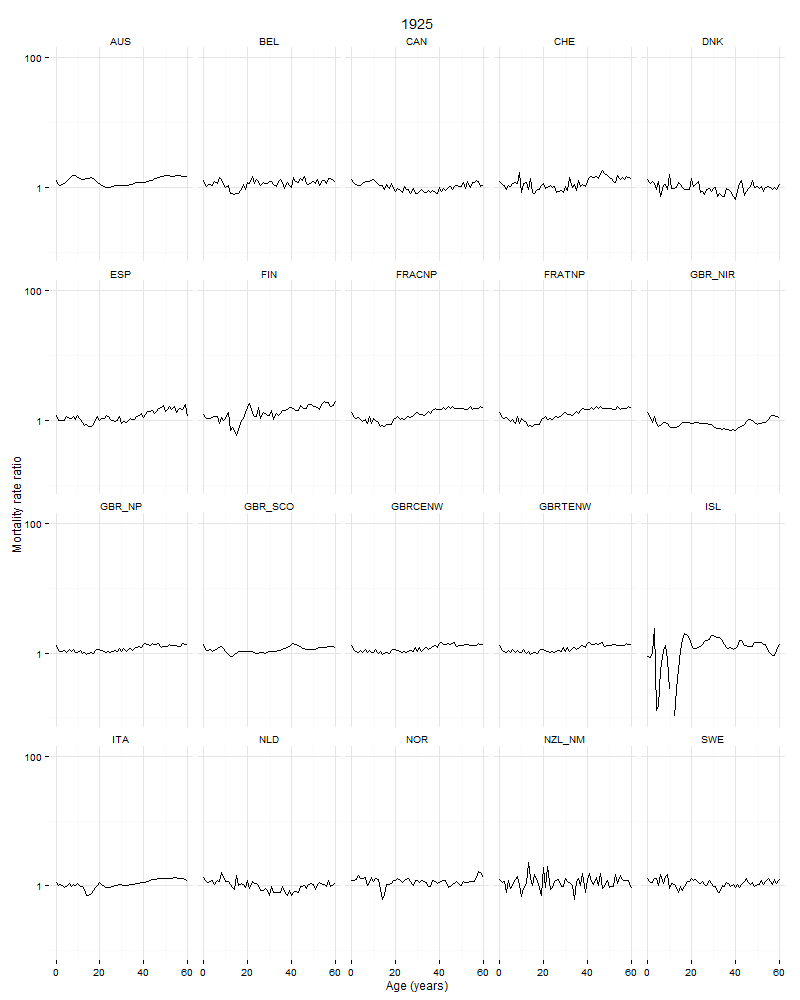 1925
AUS BEL CAN CHE DNK
100
1
ESP FIN FRACNP FRATNP GBR_NIR
100
1
Mortality rate ratio
GBR_NP GBR_SCO GBRCENW GBRTENW ISL
100
1
ITA NLD NOR NZL_NM SWE
100
1
0 20 40 60 0 20 40 60 0 20 40 60 0 20 40 60 0 20 40 60
Age (years)